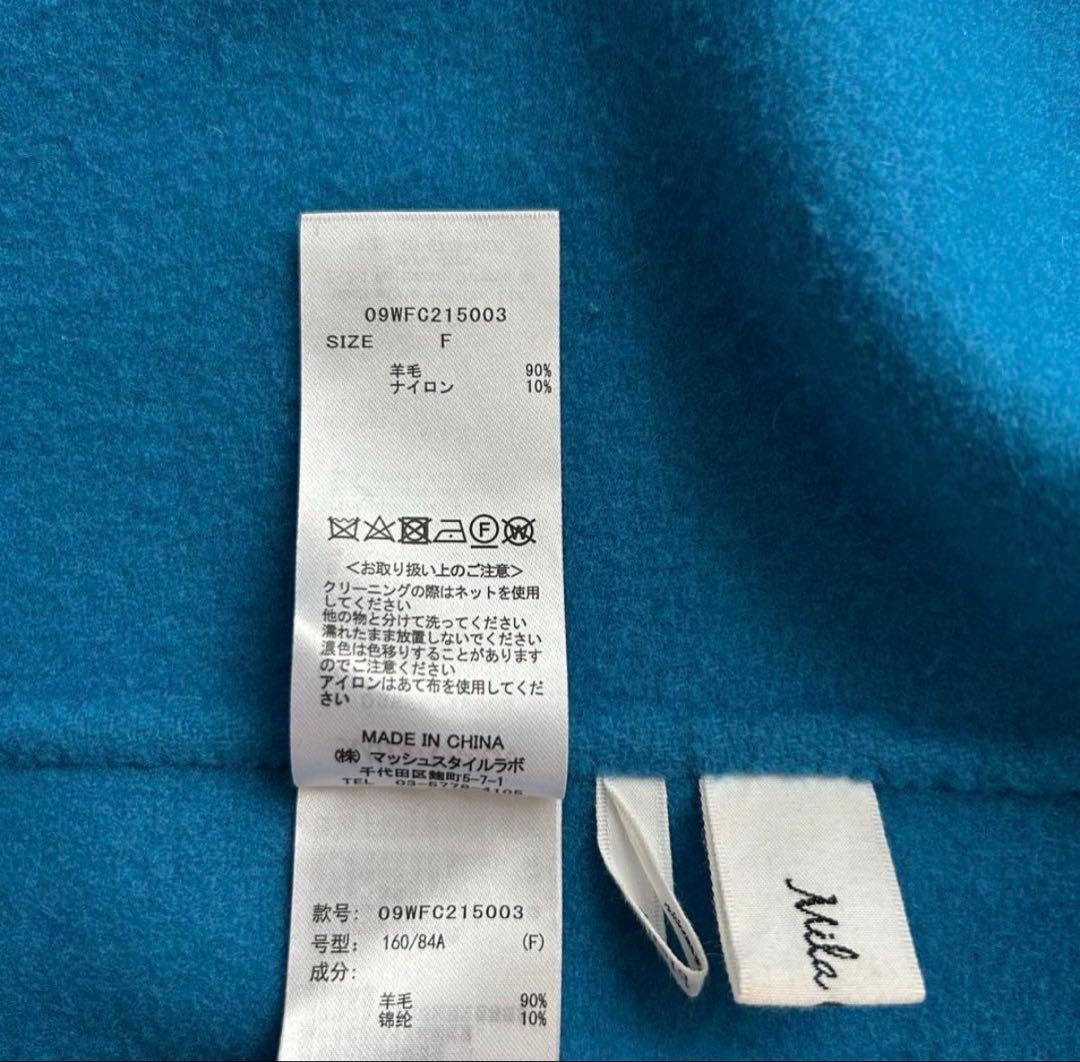 09WFC215003
SIZE F
羊毛 90%
ナイロン 10%
F W
<お取り扱い上のご注意>
クリーニングの際はネットを使用
してください
他の物と分けて洗ってください
濡れたまま放置しないでください
濃色は色移りすることがあります
のでご注意ください
アイロンはあて布を使用してくだ
さい
MADE IN CHINA
(株) マッシュスタイルラボ
千代田区麹町5-7-1
TEL 03-5778-4105
款号: 09WFC215003
号型: 160/84A (F)
成分:
羊毛 90%
锦纶 10%
Mila